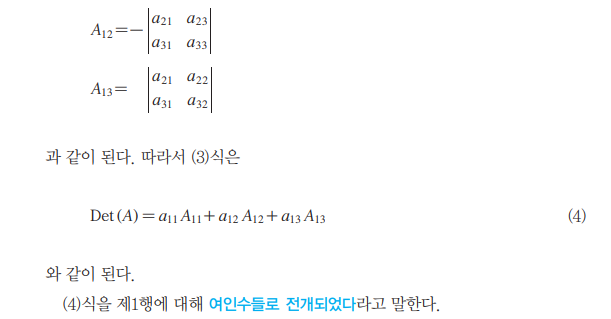 A₁₂=−|a₂₁ a₂₃|
|a₃₁ a₃₃|
A₁₃= |a₂₁ a₂₂|
|a₃₁ a₃₂|
과 같이 된다. 따라서 (3)식은
Det (A) = a₁₁ A₁₁ + a₁₂ A₁₂ + a₁₃ A₁₃ (4)
와 같이 된다.
(4)식을 제1행에 대해 여인수들로 전개되었다라고 말한다.